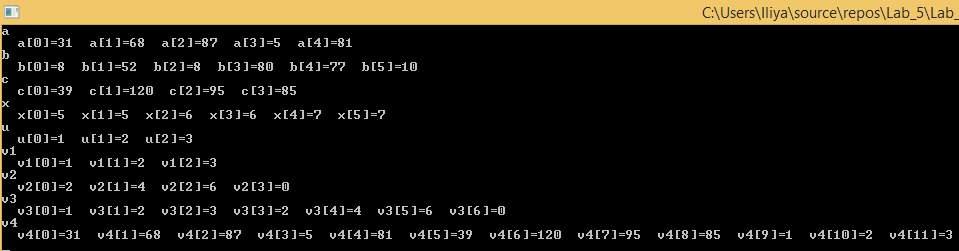 C:\Users\Iliya\source\repos\Lab_5\Lab_
a
a[0]=31 a[1]=68 a[2]=87 a[3]=5 a[4]=81
b
b[0]=8 b[1]=52 b[2]=8 b[3]=80 b[4]=77 b[5]=10
c
c[0]=39 c[1]=120 c[2]=95 c[3]=85
x
x[0]=5 x[1]=5 x[2]=6 x[3]=6 x[4]=7 x[5]=7
u
u[0]=1 u[1]=2 u[2]=3
v1
v1[0]=1 v1[1]=2 v1[2]=3
v2
v2[0]=2 v2[1]=4 v2[2]=6 v2[3]=0
v3
v3[0]=1 v3[1]=2 v3[2]=3 v3[3]=2 v3[4]=4 v3[5]=6 v3[6]=0
v4
v4[0]=31 v4[1]=68 v4[2]=87 v4[3]=5 v4[4]=81 v4[5]=39 v4[6]=120 v4[7]=95 v4[8]=85 v4[9]=1 v4[10]=2 v4[11]=3